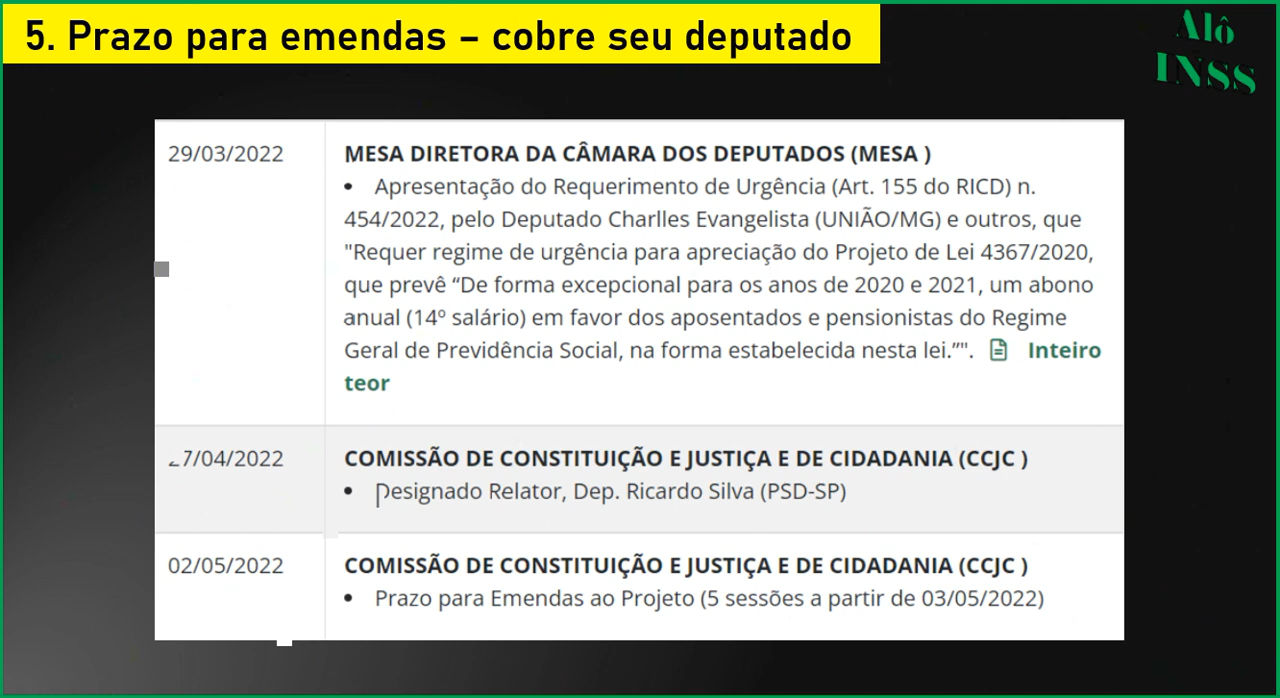 5. Prazo para emendas – cobre seu deputado
Alô
INSS
29/03/2022
MESA DIRETORA DA CÂMARA DOS DEPUTADOS (MESA )
• Apresentação do Requerimento de Urgência (Art. 155 do RICD) n.
454/2022, pelo Deputado Charlles Evangelista (UNIÃO/MG) e outros, que
"Requer regime de urgência para apreciação do Projeto de Lei 4367/2020,
que prevê “De forma excepcional para os anos de 2020 e 2021, um abono
anual (14º salário) em favor dos aposentados e pensionistas do Regime
Geral de Previdência Social, na forma estabelecida nesta lei.”". Inteiro
teor
27/04/2022
COMISSÃO DE CONSTITUIÇÃO E JUSTIÇA E DE CIDADANIA (CCJC )
• Designado Relator, Dep. Ricardo Silva (PSD-SP)
02/05/2022
COMISSÃO DE CONSTITUIÇÃO E JUSTIÇA E DE CIDADANIA (CCJC )
• Prazo para Emendas ao Projeto (5 sessões a partir de 03/05/2022)